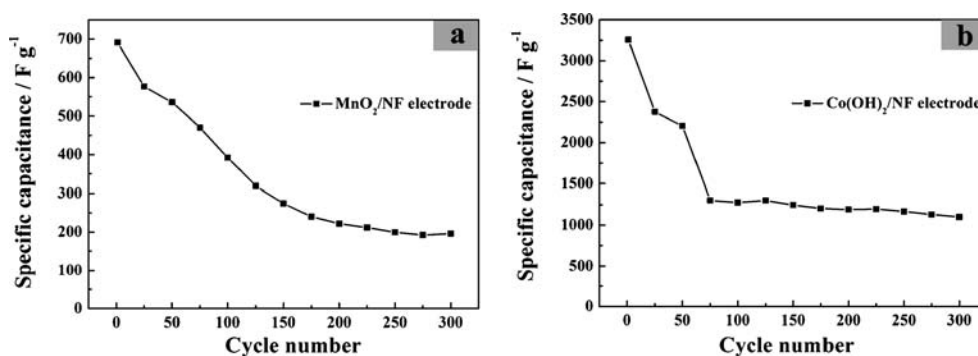 a
Specific capacitance / F g⁻¹
700
600
500
400
300
200
100
0
MnO₂/NF electrode
0 50 100 150 200 250 300
Cycle number
b
Specific capacitance / F g⁻¹
3500
3000
2500
2000
1500
1000
500
0
Co(OH)₂/NF electrode
0 50 100 150 200 250 300
Cycle number